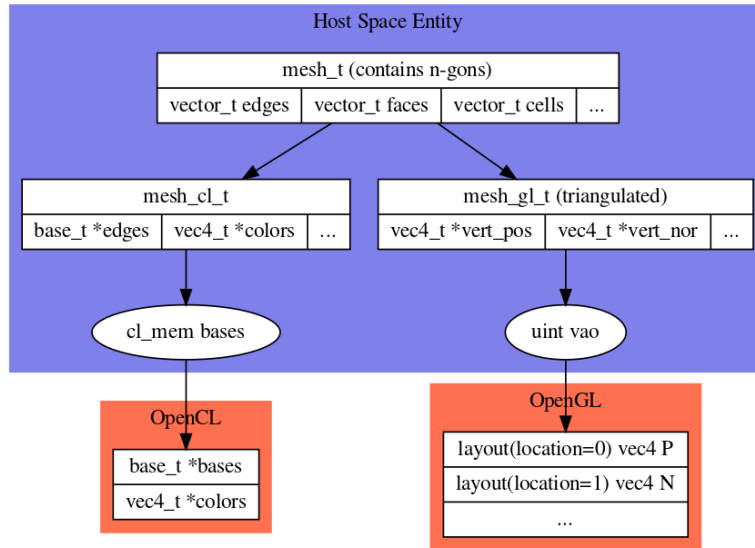 Host Space Entity
mesh_t (contains n-gons)
vector_t edges vector_t faces vector_t cells ...
mesh_cl_t
base_t *edges vec4_t *colors ...
mesh_gl_t (triangulated)
vec4_t *vert_pos vec4_t *vert_nor ...
cl_mem bases
uint vao
OpenCL
base_t *bases
vec4_t *colors
OpenGL
layout(location=0) vec4 P
layout(location=1) vec4 N
...